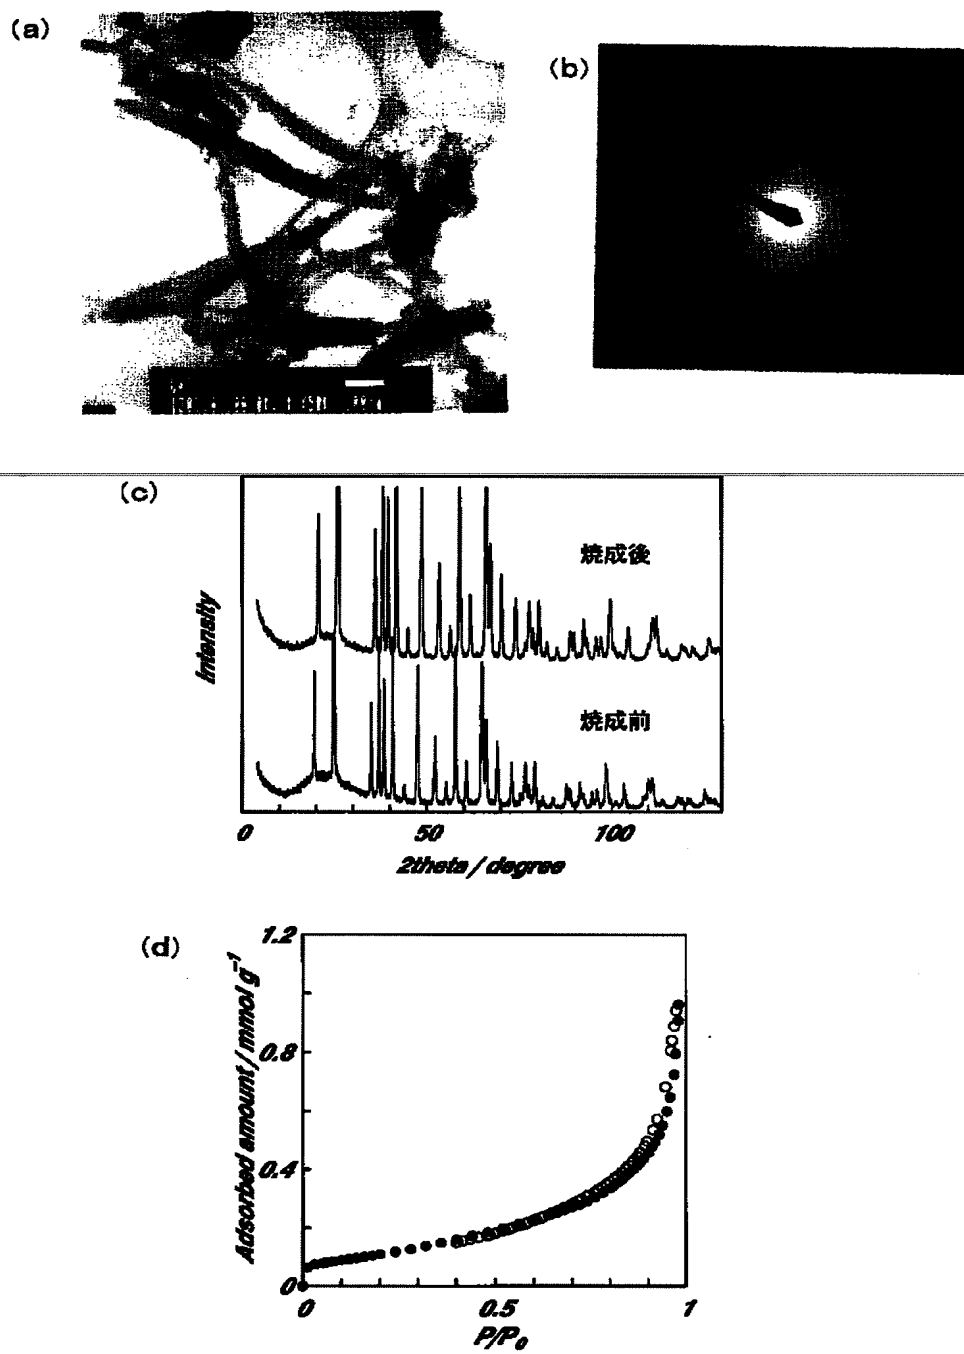 (a)
(b)
(c)
焼成後
焼成前
Intensity
0 50 100
2theta / degree
(d)
1.2
0.8
0.4
0
Adsorbed amount / mmol g⁻¹
0 0.5 1
P/P₀